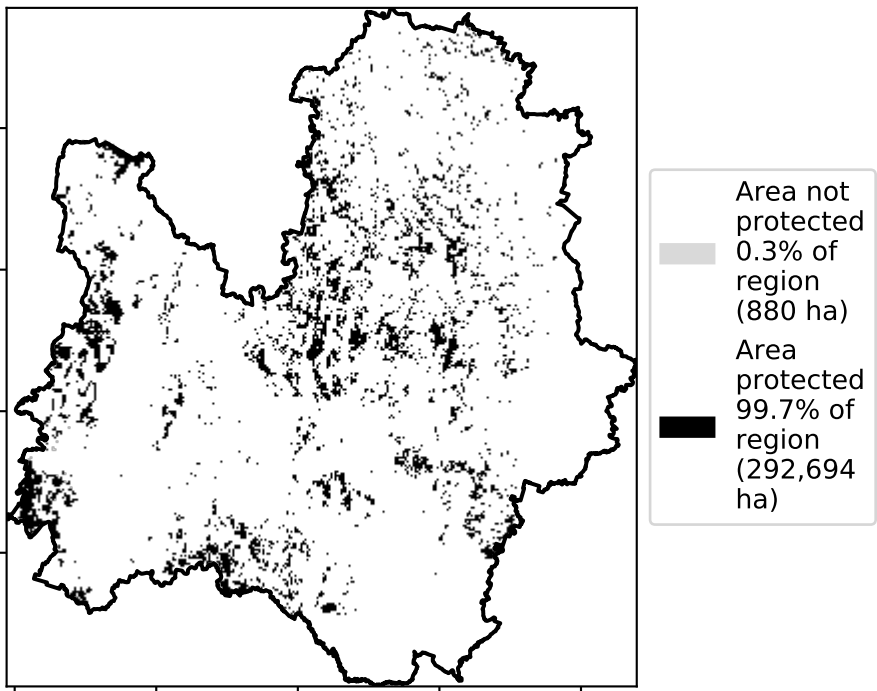 Area not
protected
0.3% of
region
(880 ha)
Area
protected
99.7% of
region
(292,694
ha)